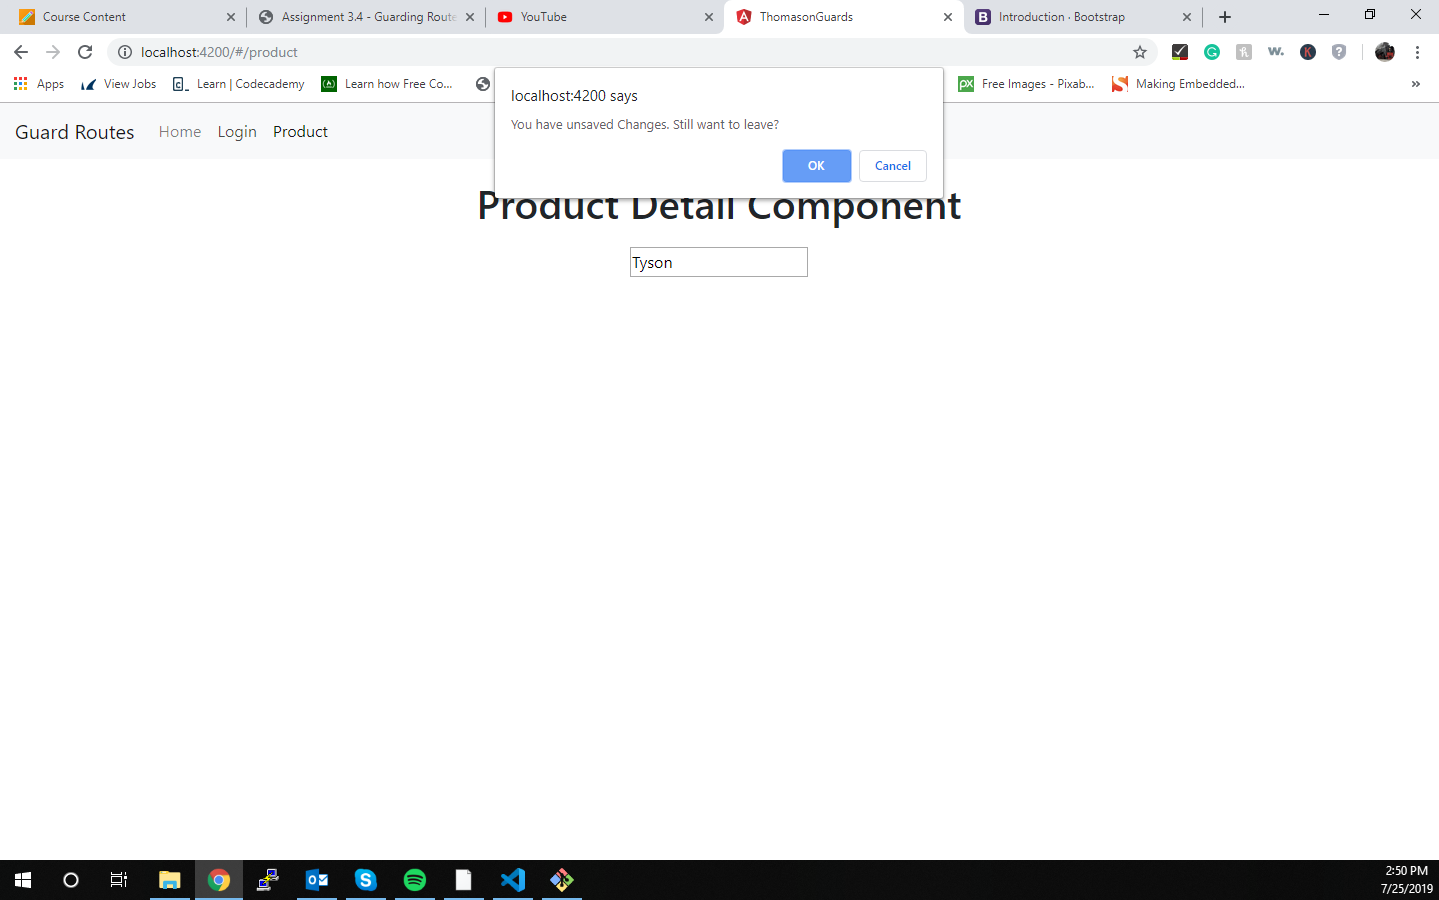 Course Content
Assignment 3.4 - Guarding Route
YouTube
ThomasonGuards
Introduction · Bootstrap
localhost:4200/#/product
Apps
View Jobs
Learn | Codecademy
Learn how Free Co...
Free Images - Pixab...
Making Embedded...
»
localhost:4200 says
You have unsaved Changes. Still want to leave?
OK
Cancel
Guard Routes
Home
Login
Product
Product Detail Component
Tyson
2:50 PM
7/25/2019